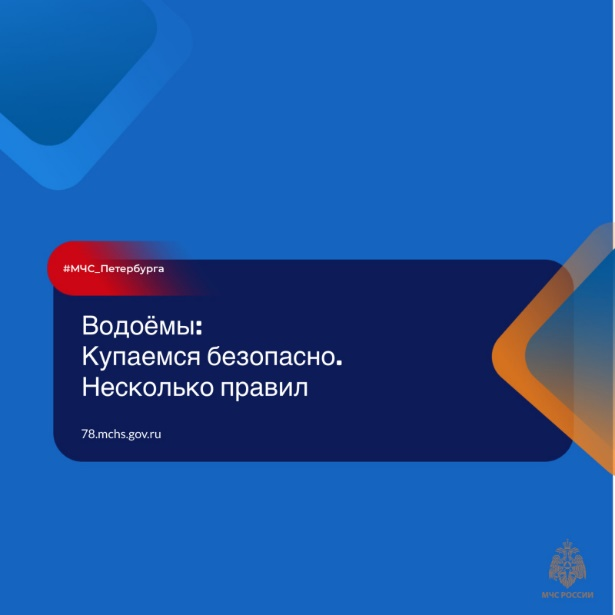 #МЧС_Петербурга
Водоёмы:
Купаемся безопасно.
Несколько правил
78.mchs.gov.ru
МЧС РОССИИ